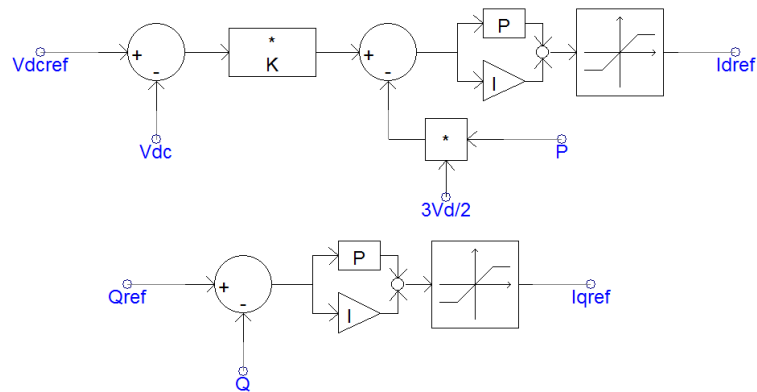 P
*
+
+
Vdcref
-
K
-
I
Idref
Vdc
*
P
3Vd/2
P
+
Qref
-
I
Iqref
Q